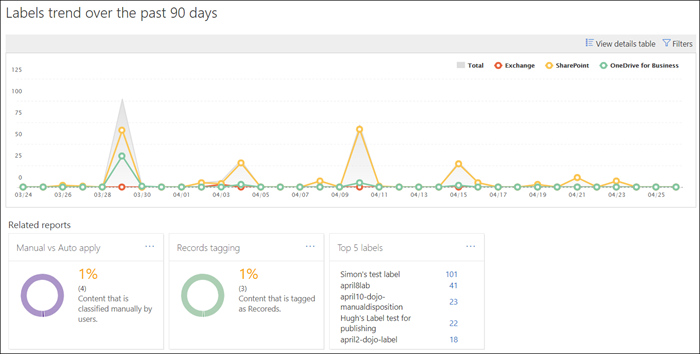 Labels trend over the past 90 days
View details table Filters
Total Exchange SharePoint OneDrive for Business
125
100
75
50
25
0
03/24 03/26 03/28 03/30 04/01 04/03 04/05 04/07 04/09 04/11 04/13 04/15 04/17 04/19 04/21 04/23 04/25
Related reports
Manual vs Auto apply ...
1%
(4)
Content that is
classified manually by
users.
Records tagging ...
1%
(3)
Content that is tagged
as Recoreds.
Top 5 labels ...
Simon's test label 101
april8lab 41
april10-dojo-
manualdisposition 23
Hugh's Label test for
publishing 22
april2-dojo-label 18